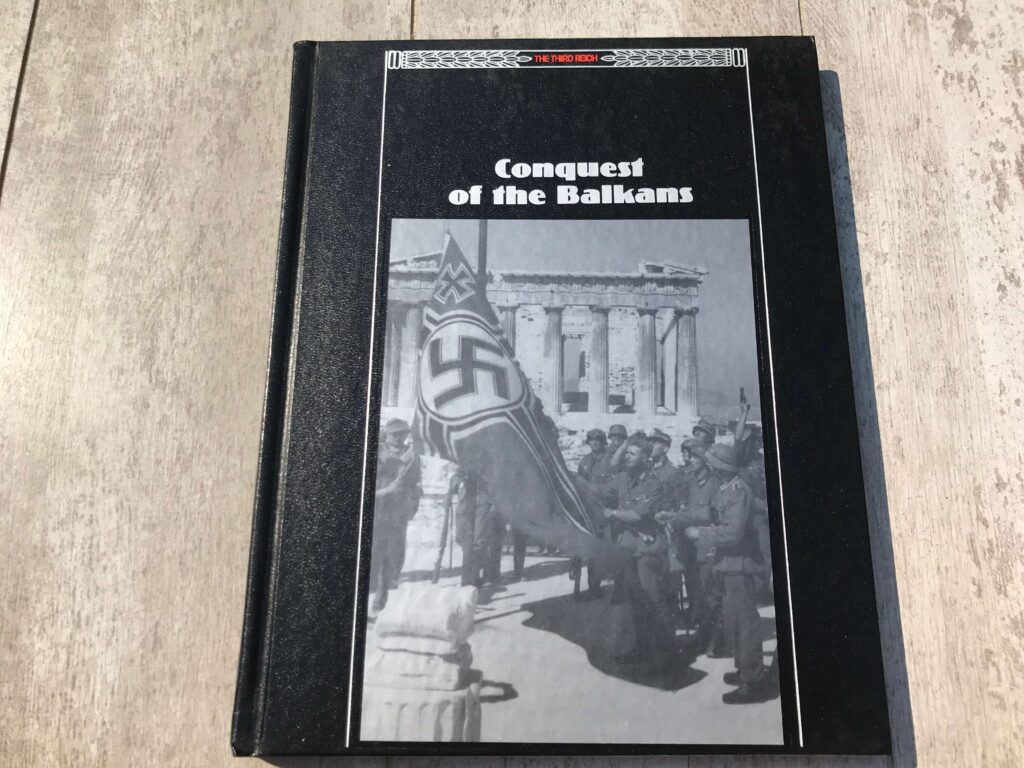 THE THIRD REICH
Conquest
of the Balkans